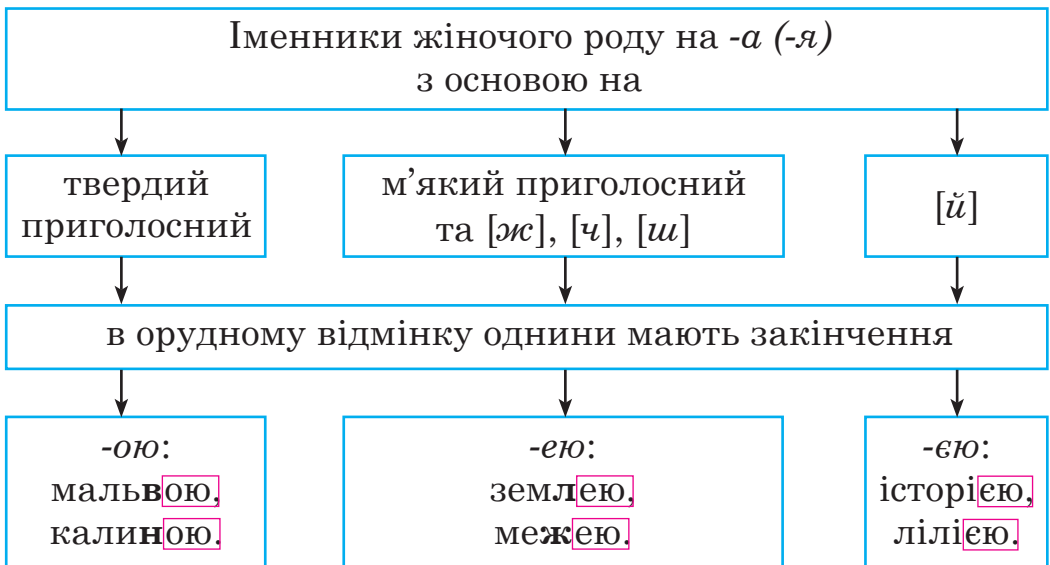 Іменники жіночого роду на -а (-я)
з основою на
твердий
приголосний
м’який приголосний
та [ж], [ч], [ш]
[й]
в орудному відмінку однини мають закінчення
-ою:
мальвою,
калиною.
-ею:
землею,
межею.
-єю:
історією,
лілією.